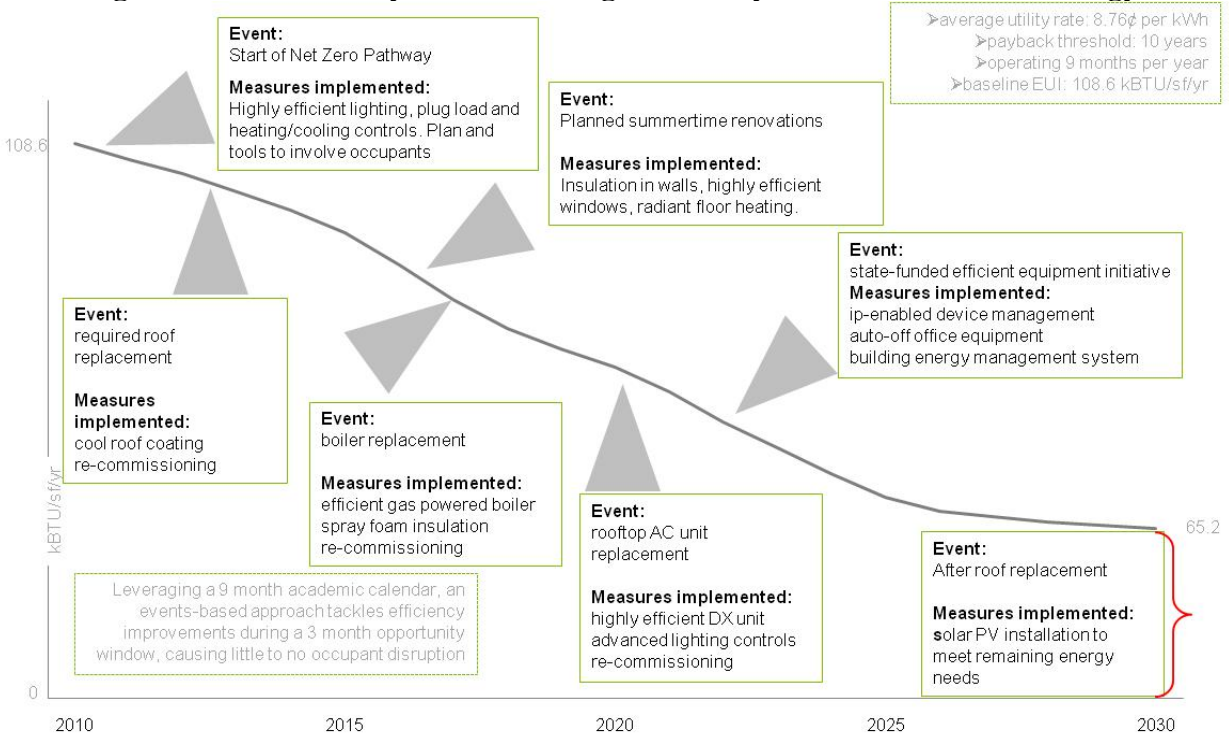 ➢average utility rate: 8.76¢ per kWh
➢payback threshold: 10 years
➢operating 9 months per year
➢baseline EUI: 108.6 kBTU/sf/yr
Event:
Start of Net Zero Pathway
Measures implemented:
Highly efficient lighting, plug load and
heating/cooling controls. Plan and
tools to involve occupants
Event:
Planned summertime renovations
Measures implemented:
Insulation in walls, highly efficient
windows, radiant floor heating.
108.6
Event:
state-funded efficient equipment initiative
Measures implemented:
ip-enabled device management
auto-off office equipment
building energy management system
Event:
required roof
replacement
Measures
implemented:
cool roof coating
re-commissioning
Event:
boiler replacement
Measures implemented:
efficient gas powered boiler
spray foam insulation
re-commissioning
kBTU/sf/yr
Event:
rooftop AC unit
replacement
Measures implemented:
highly efficient DX unit
advanced lighting controls
re-commissioning
65.2
Event:
After roof replacement
Measures implemented:
solar PV installation to
meet remaining energy
needs
Leveraging a 9 month academic calendar, an
events-based approach tackles efficiency
improvements during a 3 month opportunity
window, causing little to no occupant disruption
0
2010
2015
2020
2025
2030